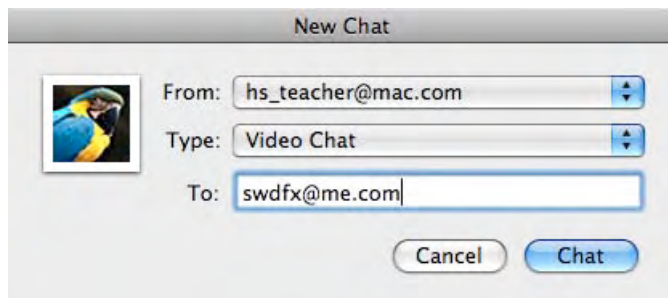 New Chat
From: hs_teacher@mac.com
Type: Video Chat
To: swdfx@me.com
Cancel Chat